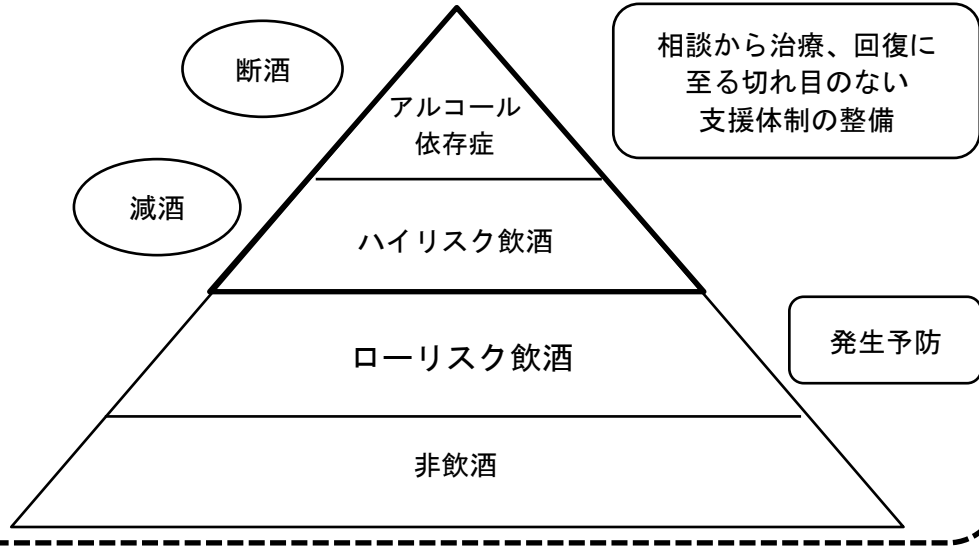 断酒
アルコール
依存症
相談から治療、回復に
至る切れ目のない
支援体制の整備
減酒
ハイリスク飲酒
ローリスク飲酒
発生予防
非飲酒